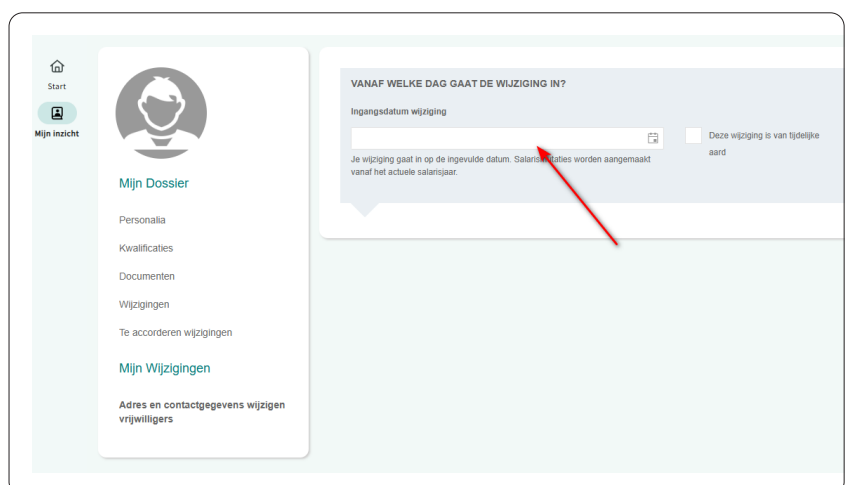 Start
Mijn inzicht
Mijn Dossier
Personalia
Kwalificaties
Documenten
Wijzigingen
Te accorderen wijzigingen
Mijn Wijzigingen
Adres en contactgegevens wijzigen
vrijwilligers
VANAF WELKE DAG GAAT DE WIJZIGING IN?
Ingangsdatum wijziging
Deze wijziging is van tijdelijke
aard
Je wijziging gaat in op de ingevulde datum. worden aangemaakt
vanaf het actuele salarisjaar.